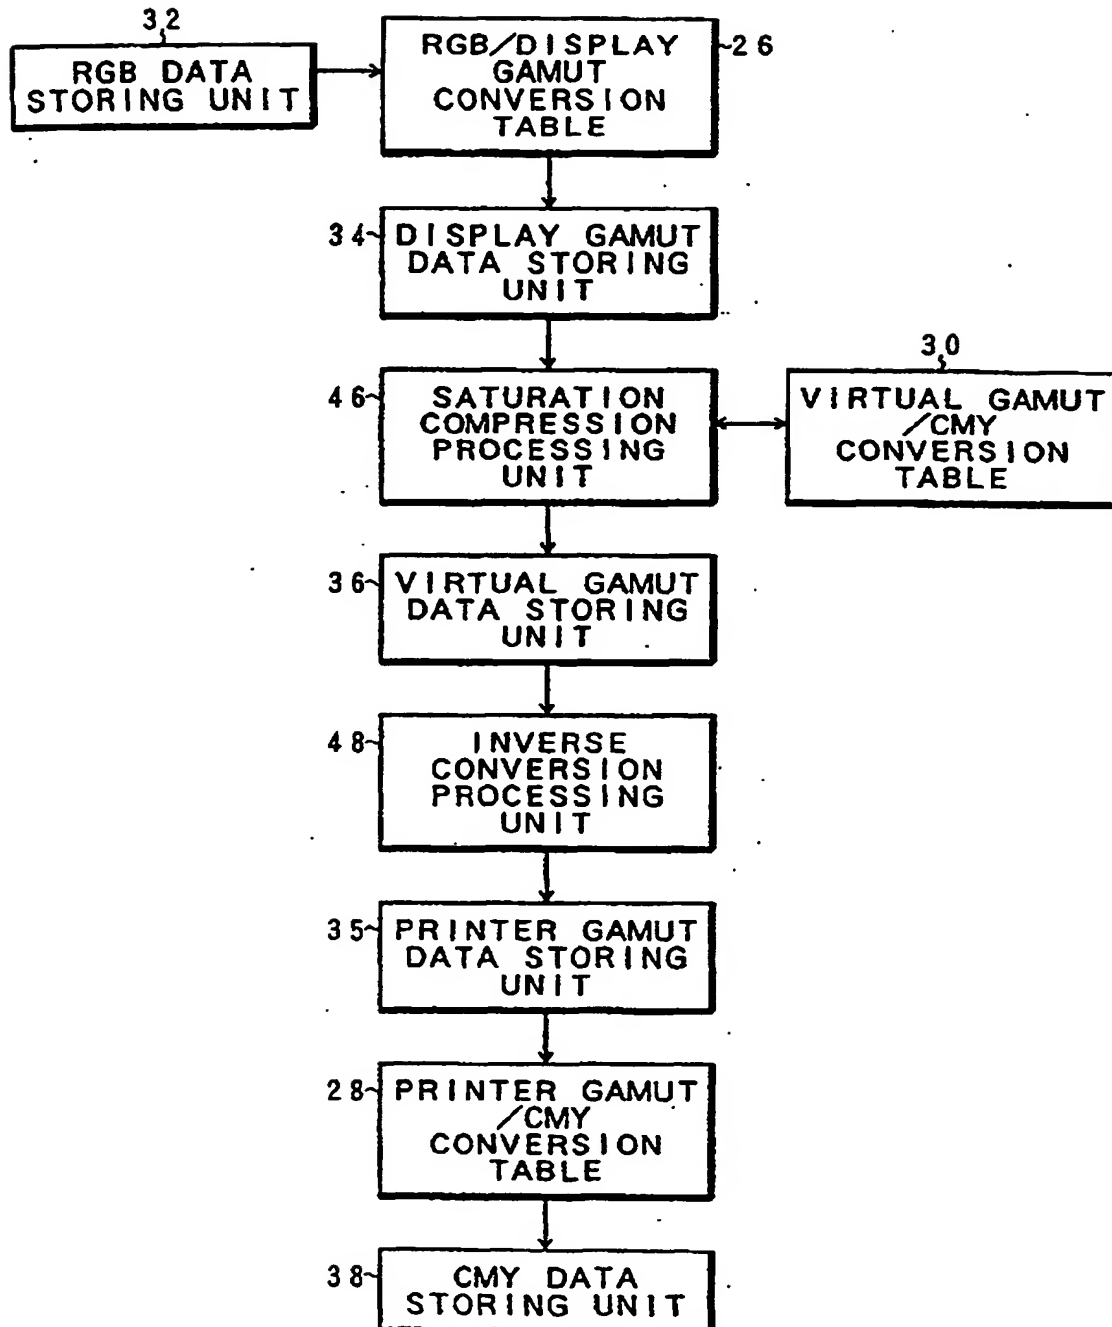 32
RGB DATA
STORING UNIT
RGB/DISPLAY
GAMUT
CONVERSION
TABLE
26
34
DISPLAY GAMUT
DATA STORING
UNIT
46
SATURATION
COMPRESSION
PROCESSING
UNIT
30
VIRTUAL GAMUT
/CMY
CONVERSION
TABLE
36
VIRTUAL GAMUT
DATA STORING
UNIT
48
INVERSE
CONVERSION
PROCESSING
UNIT
35
PRINTER GAMUT
DATA STORING
UNIT
28
PRINTER GAMUT
/CMY
CONVERSION
TABLE
38
CMY DATA
STORING UNIT